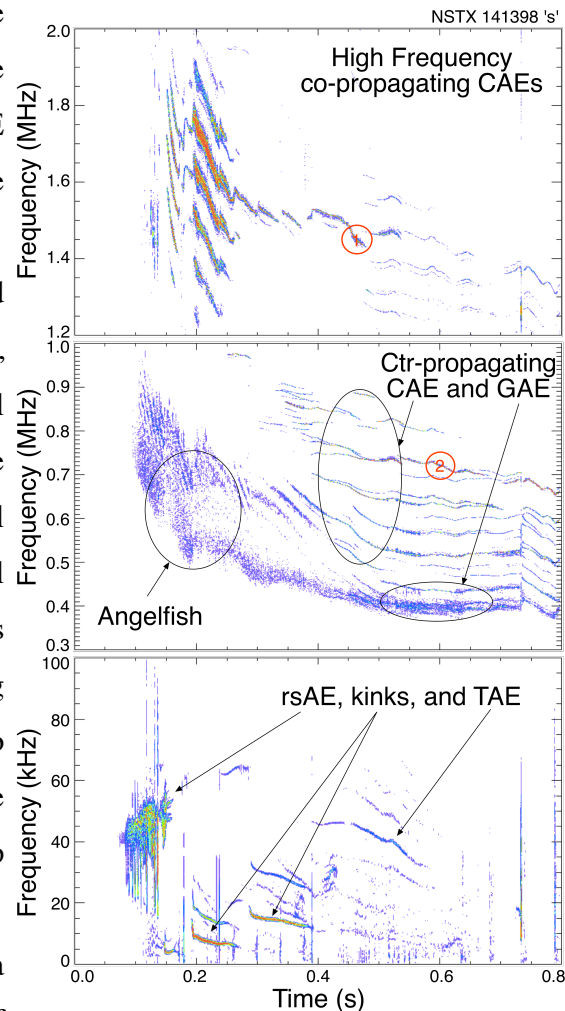 NSTX 141398 's'
2.0
High Frequency
co-propagating CAEs
1.8
1.6
1
1.4
1.2
Frequency (MHz)
1.0
Ctr-propagating
CAE and GAE
0.9
0.8
2
0.7
0.6
0.5
Angelfish
0.4
0.3
Frequency (MHz)
100
rsAE, kinks, and TAE
80
60
40
20
0
Frequency (kHz)
0.0 0.2 0.4 0.6 0.8
Time (s)